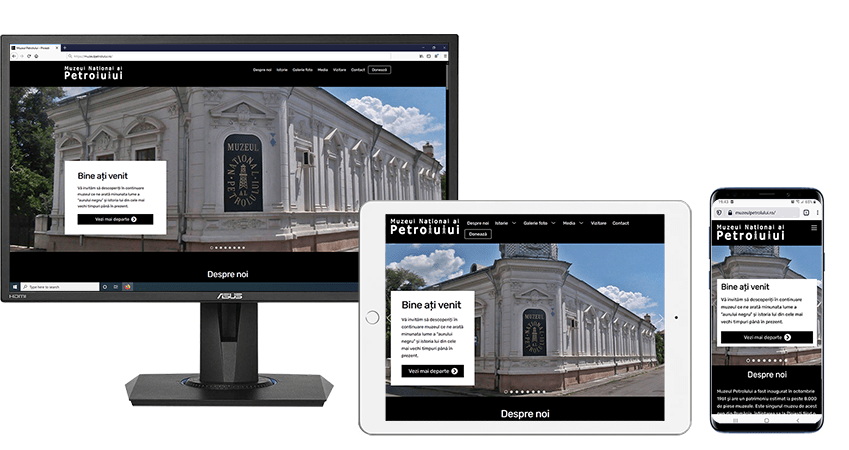 Muzeul Petrolului - Ploiești
https://muzeulpetrolului.ro/
Muzeul Național al
Petrolului
Despre noi Istorie Galerie foto Media Vizitare Contact Donează
MUZEUL
NAȚIONAL AL
PETROLULUI
Bine ați venit
Vă invităm să descoperiți în continuare
muzeul ce ne arată minunata lume a
"aurului negru" și istoria lui din cele mai
vechi timpuri până în prezent.
Vezi mai departe
Despre noi
Type here to search
HDMI
ASUS
Muzeul Național al
Petrolului
Despre noi Istorie Galerie foto Media Vizitare Contact
Donează
MUZEUL
Bine ați venit
Vă invităm să descoperiți în continuare
muzeul ce ne arată minunata lume a
"aurului negru" și istoria lui din cele
mai vechi timpuri până în
prezent.
Vezi mai departe
Despre noi
19:43
muzeulpetrolului.ro/
Muzeul Național al
Petrolului
Bine ați venit
Vă invităm să descoperiți în continuare
muzeul ce ne arată minunata lume a
"aurului negru" și istoria lui din cele mai
vechi timpuri până în prezent.
Vezi mai departe
Despre noi
Muzeul Petrolului a fost inaugurat în octombrie
1961 și are un patrimoniu estimat la peste 8.000
de piese muzeale. Este singurul muzeu de acest